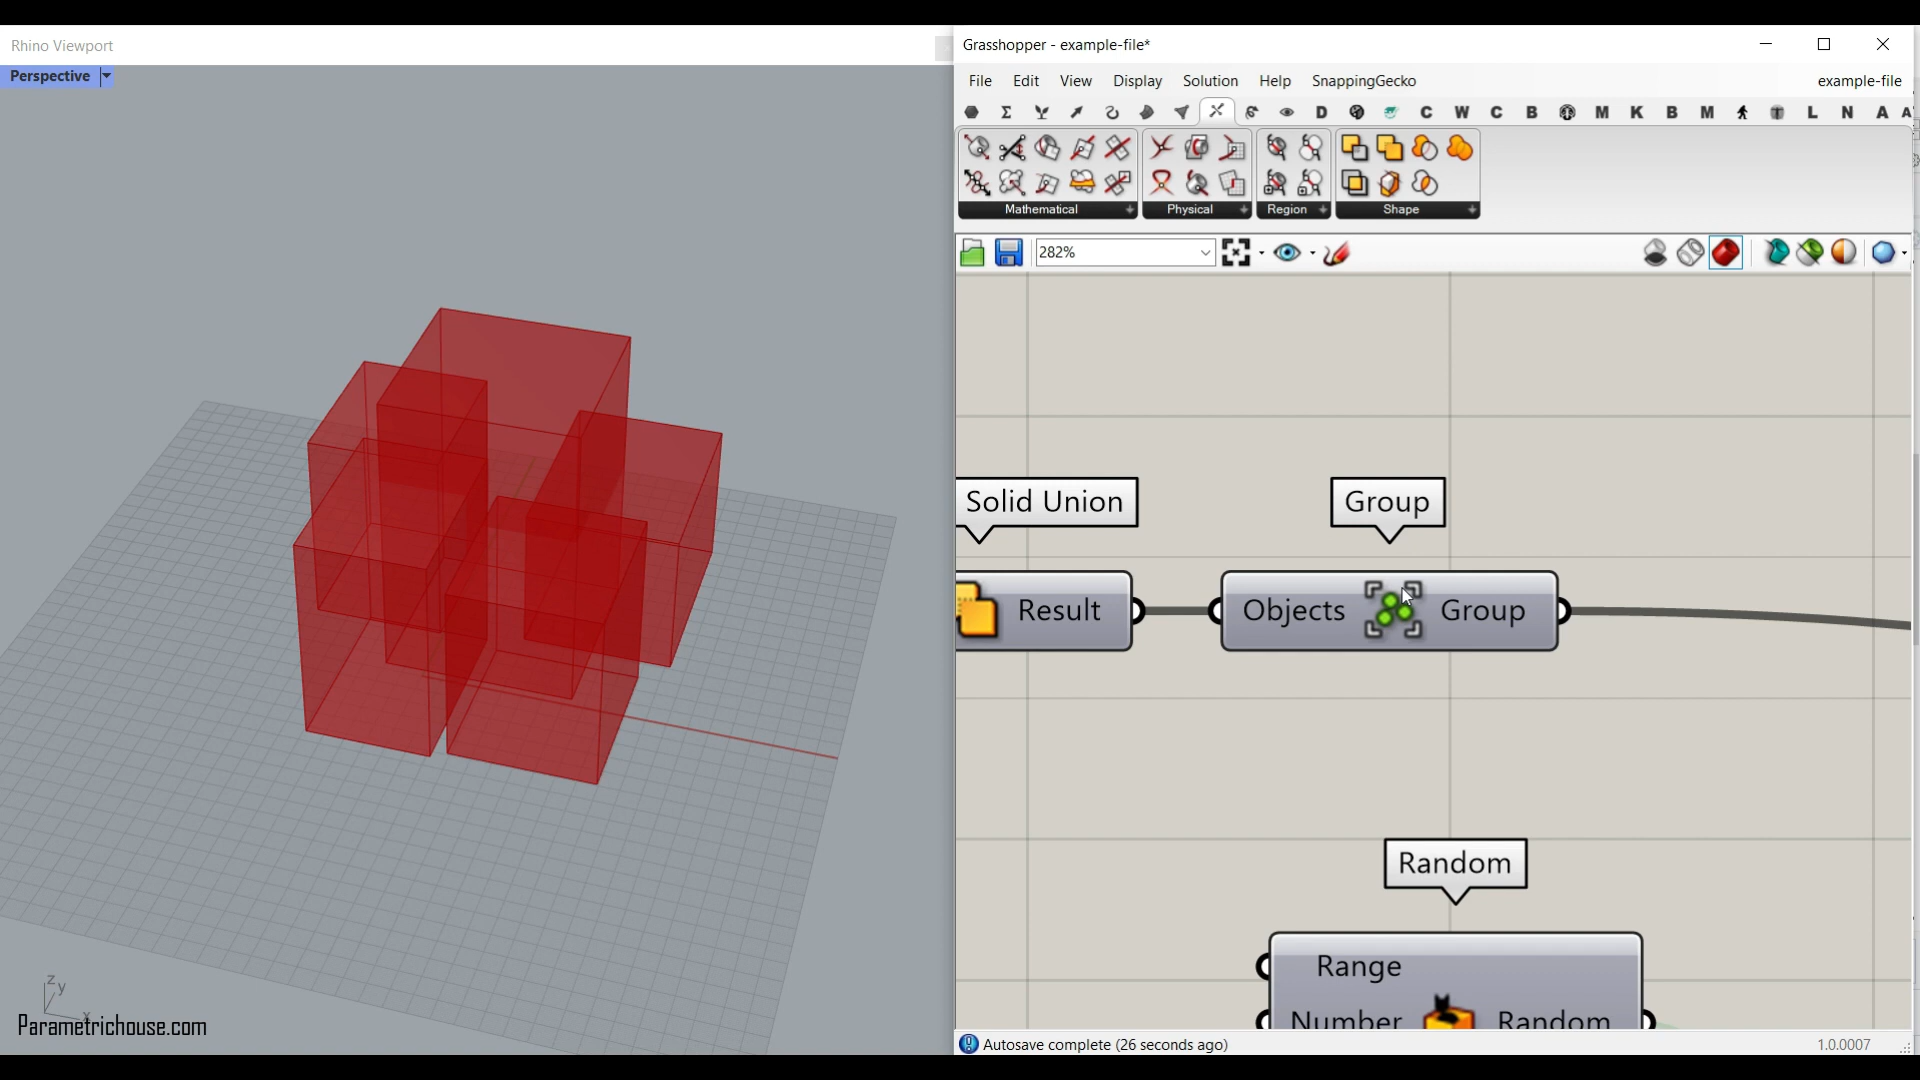 Rhino Viewport
Perspective
Grasshopper - example-file*
File Edit View Display Solution Help SnappingGecko
example-file
D C W C B M K B M L N A A
Mathematical Physical Region Shape
282%
Solid Union
Group
Result
Objects Group
Random
Range
Number Random
z y
x
Parametrichouse.com
Autosave complete (26 seconds ago)
1.0.0007